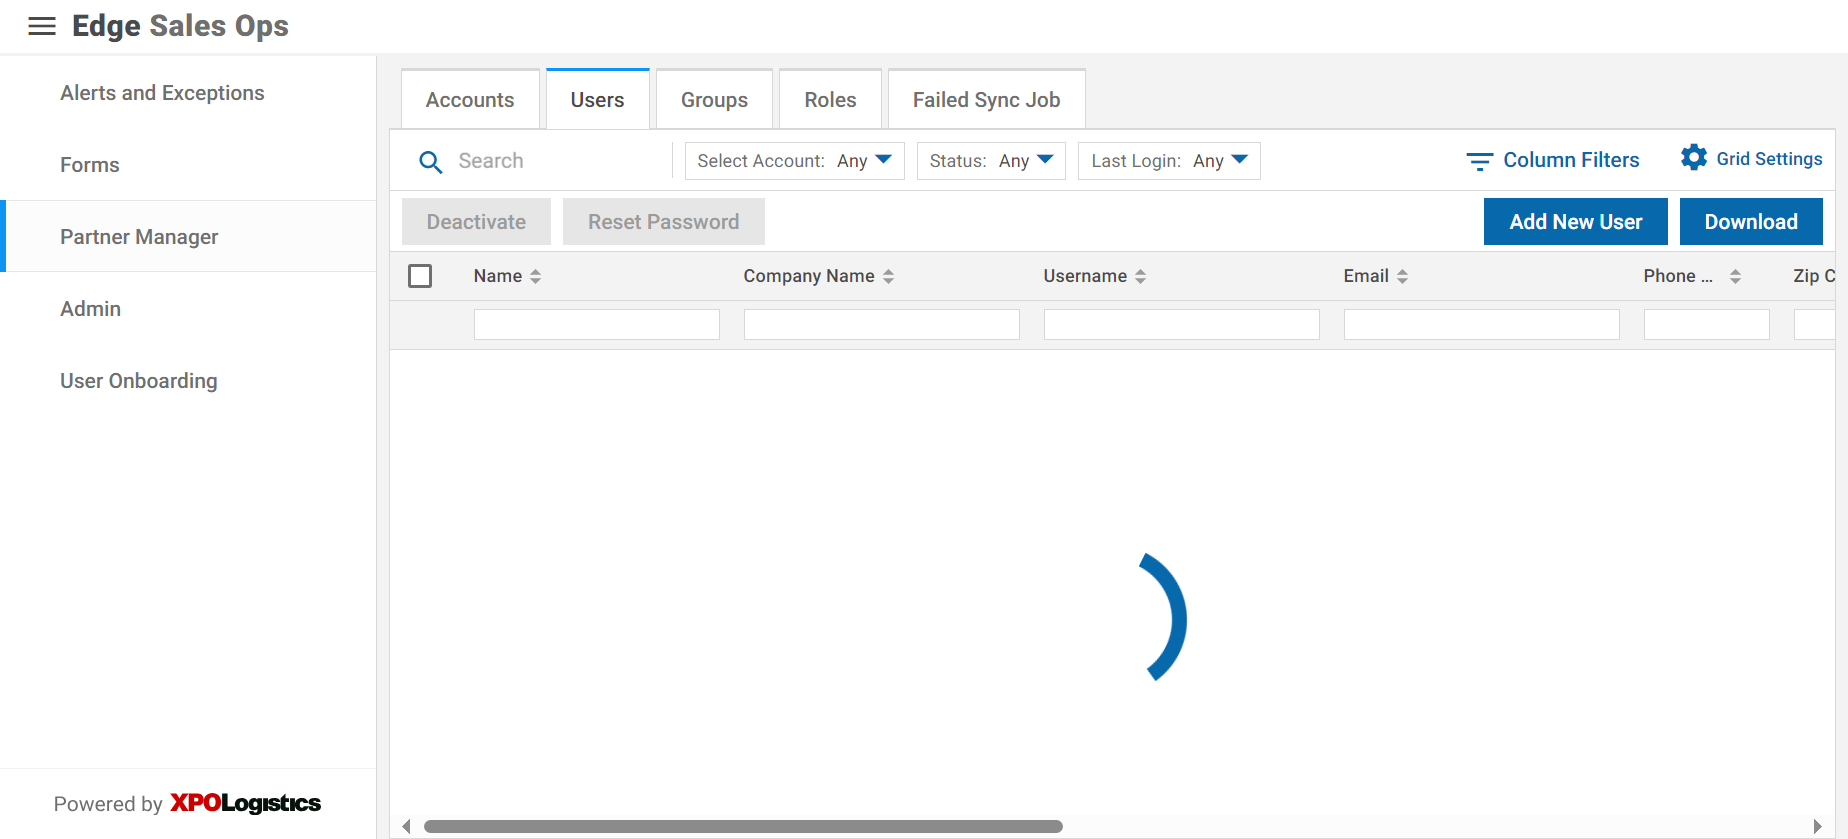 Edge Sales Ops
Alerts and Exceptions
Forms
Partner Manager
Admin
User Onboarding
Powered by XPOLogistics
Accounts
Users
Groups
Roles
Failed Sync Job
Search
Select Account: Any
Status: Any
Last Login: Any
Column Filters
Grid Settings
Deactivate
Reset Password
Add New User
Download
Name
Company Name
Username
Email
Phone ...
Zip C